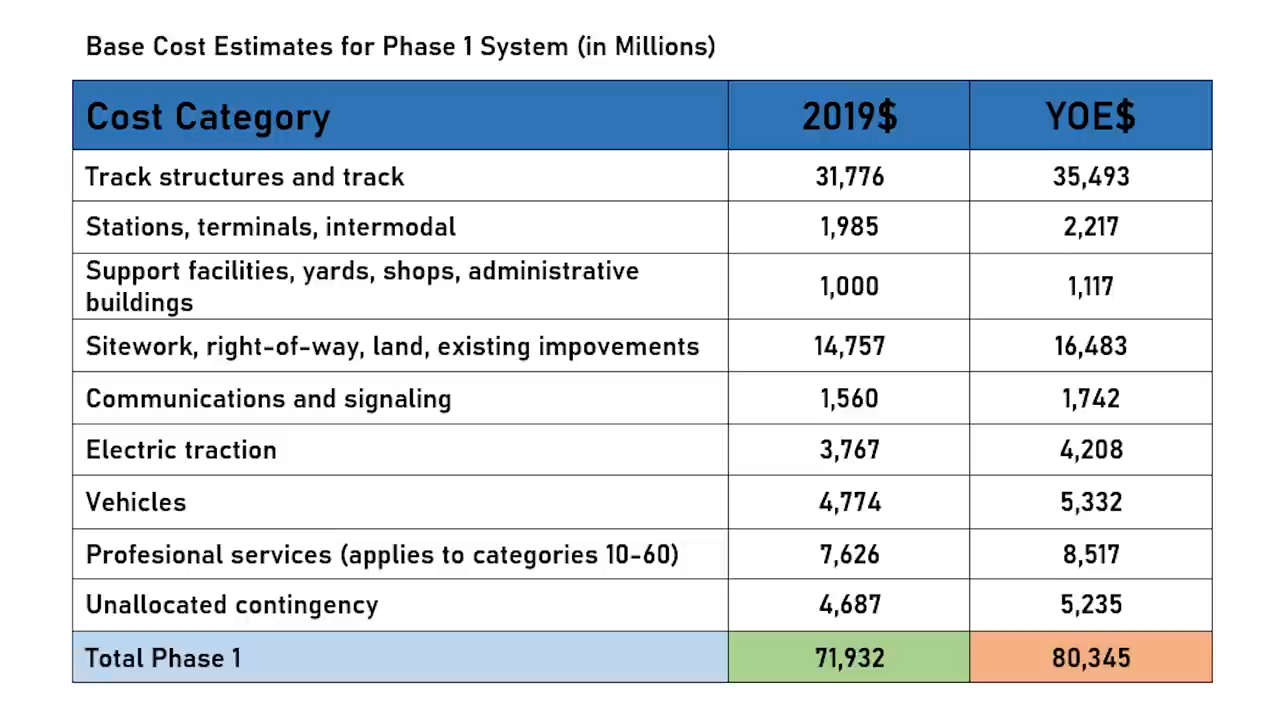 Base Cost Estimates for Phase 1 System (in Millions)
Cost Category 2019$ YOE$
Track structures and track 31,776 35,493
Stations, terminals, intermodal 1,985 2,217
Support facilities, yards, shops, administrative
buildings 1,000 1,117
Sitework, right-of-way, land, existing impovements 14,757 16,483
Communications and signaling 1,560 1,742
Electric traction 3,767 4,208
Vehicles 4,774 5,332
Profesional services (applies to categories 10-60) 7,626 8,517
Unallocated contingency 4,687 5,235
Total Phase 1 71,932 80,345